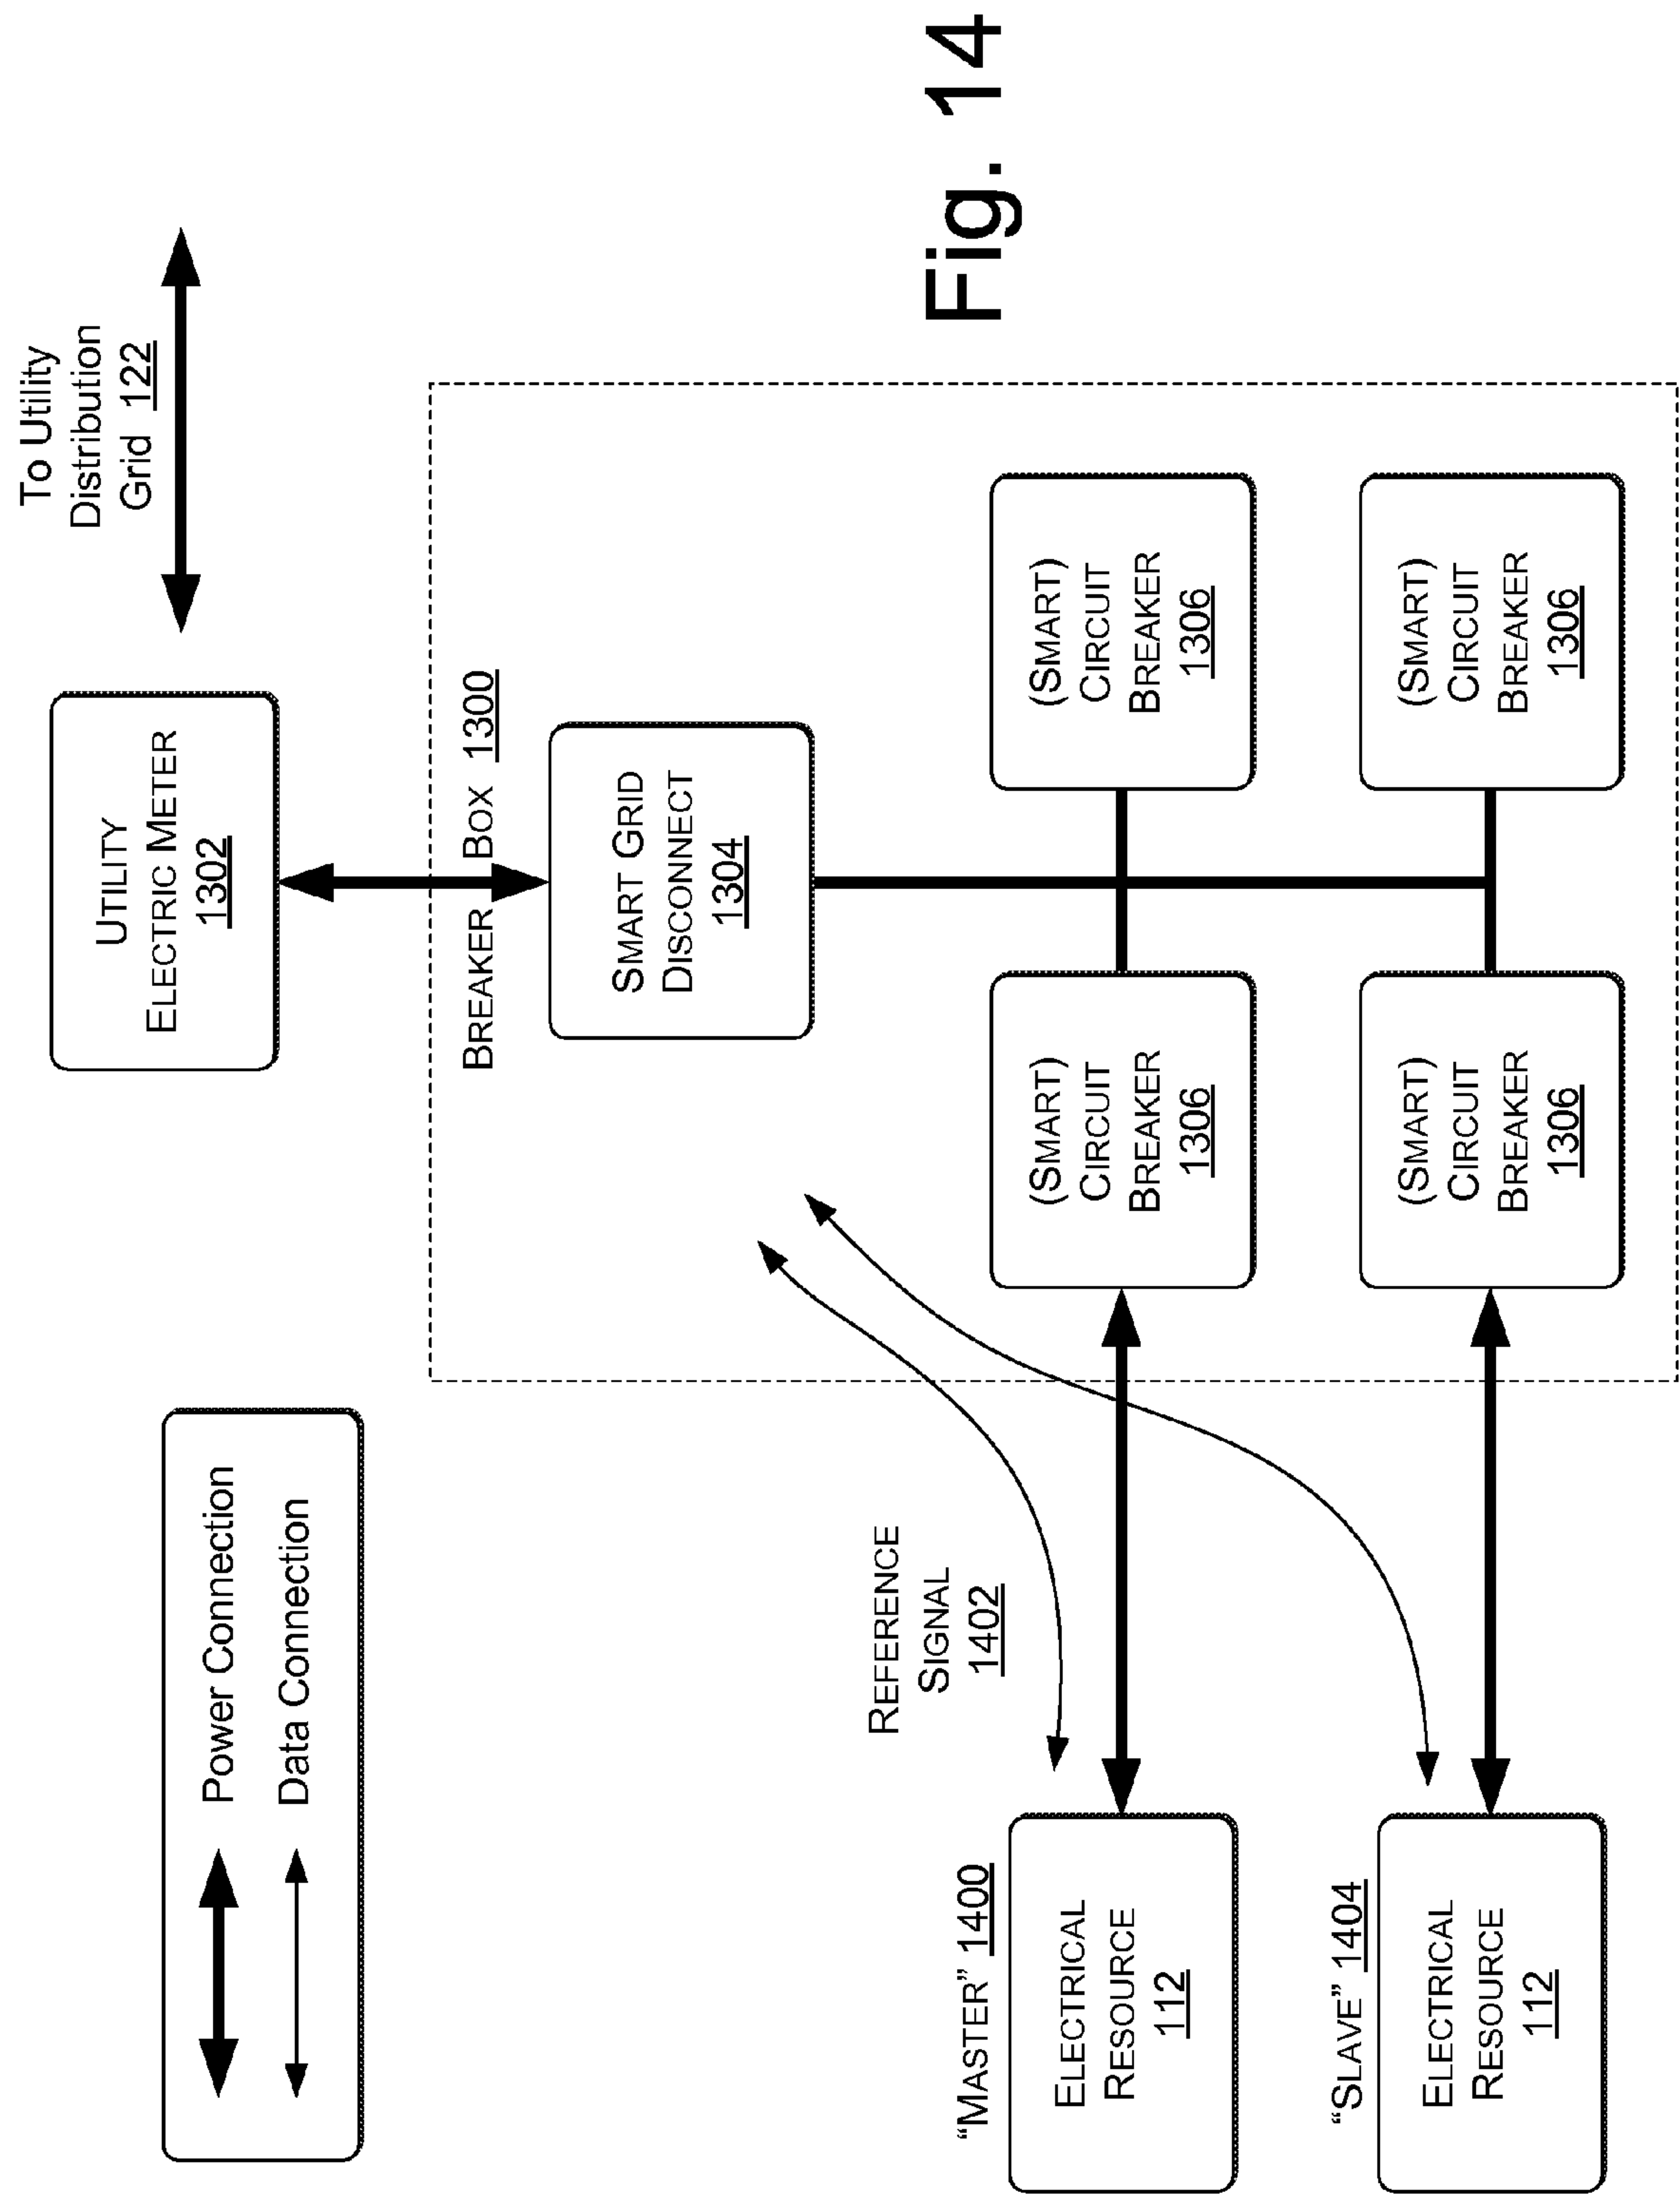 Power Connection
Data Connection
UTILITY
ELECTRIC METER
1302
To Utility
Distribution
Grid 122
BREAKER BOX 1300
SMART GRID
DISCONNECT
1304
REFERENCE
SIGNAL
1402
“MASTER” 1400
ELECTRICAL
RESOURCE
112
(SMART)
CIRCUIT
BREAKER
1306
(SMART)
CIRCUIT
BREAKER
1306
“SLAVE” 1404
ELECTRICAL
RESOURCE
112
(SMART)
CIRCUIT
BREAKER
1306
(SMART)
CIRCUIT
BREAKER
1306
Fig. 14